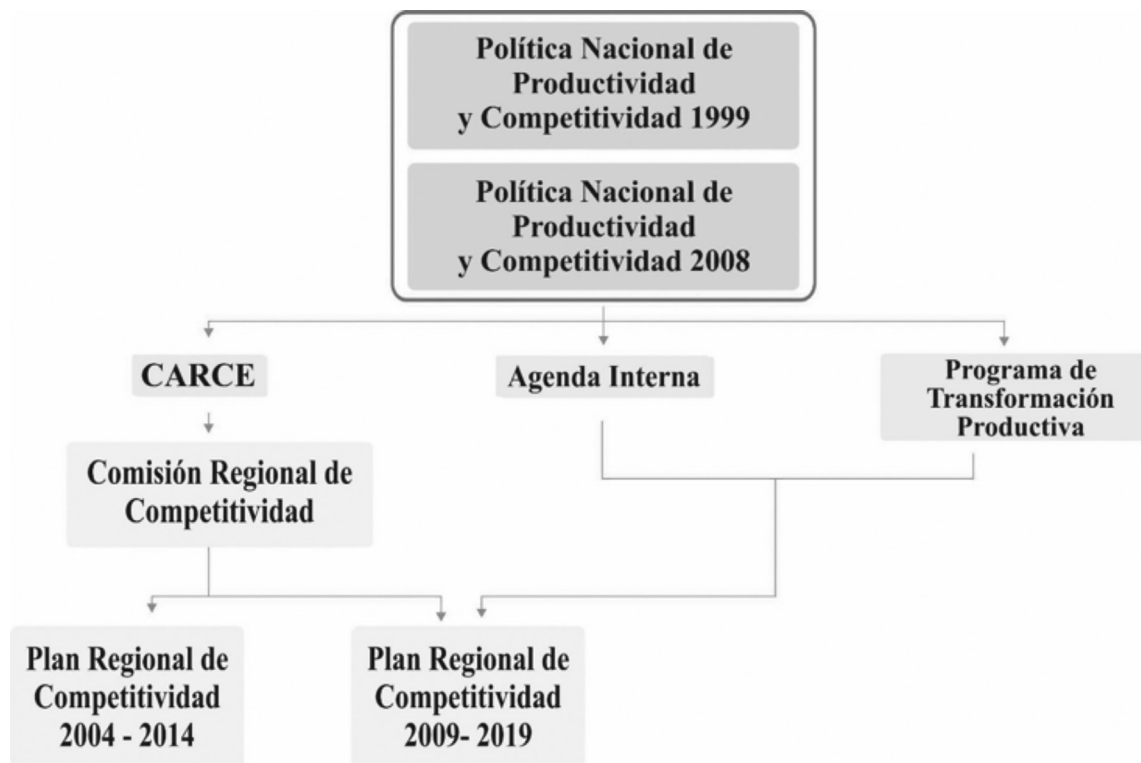 Política Nacional de
Productividad
y Competitividad 1999
Política Nacional de
Productividad
y Competitividad 2008
CARCE
Agenda Interna
Programa de
Transformación
Productiva
Comisión Regional de
Competitividad
Plan Regional de
Competitividad
2004 - 2014
Plan Regional de
Competitividad
2009- 2019